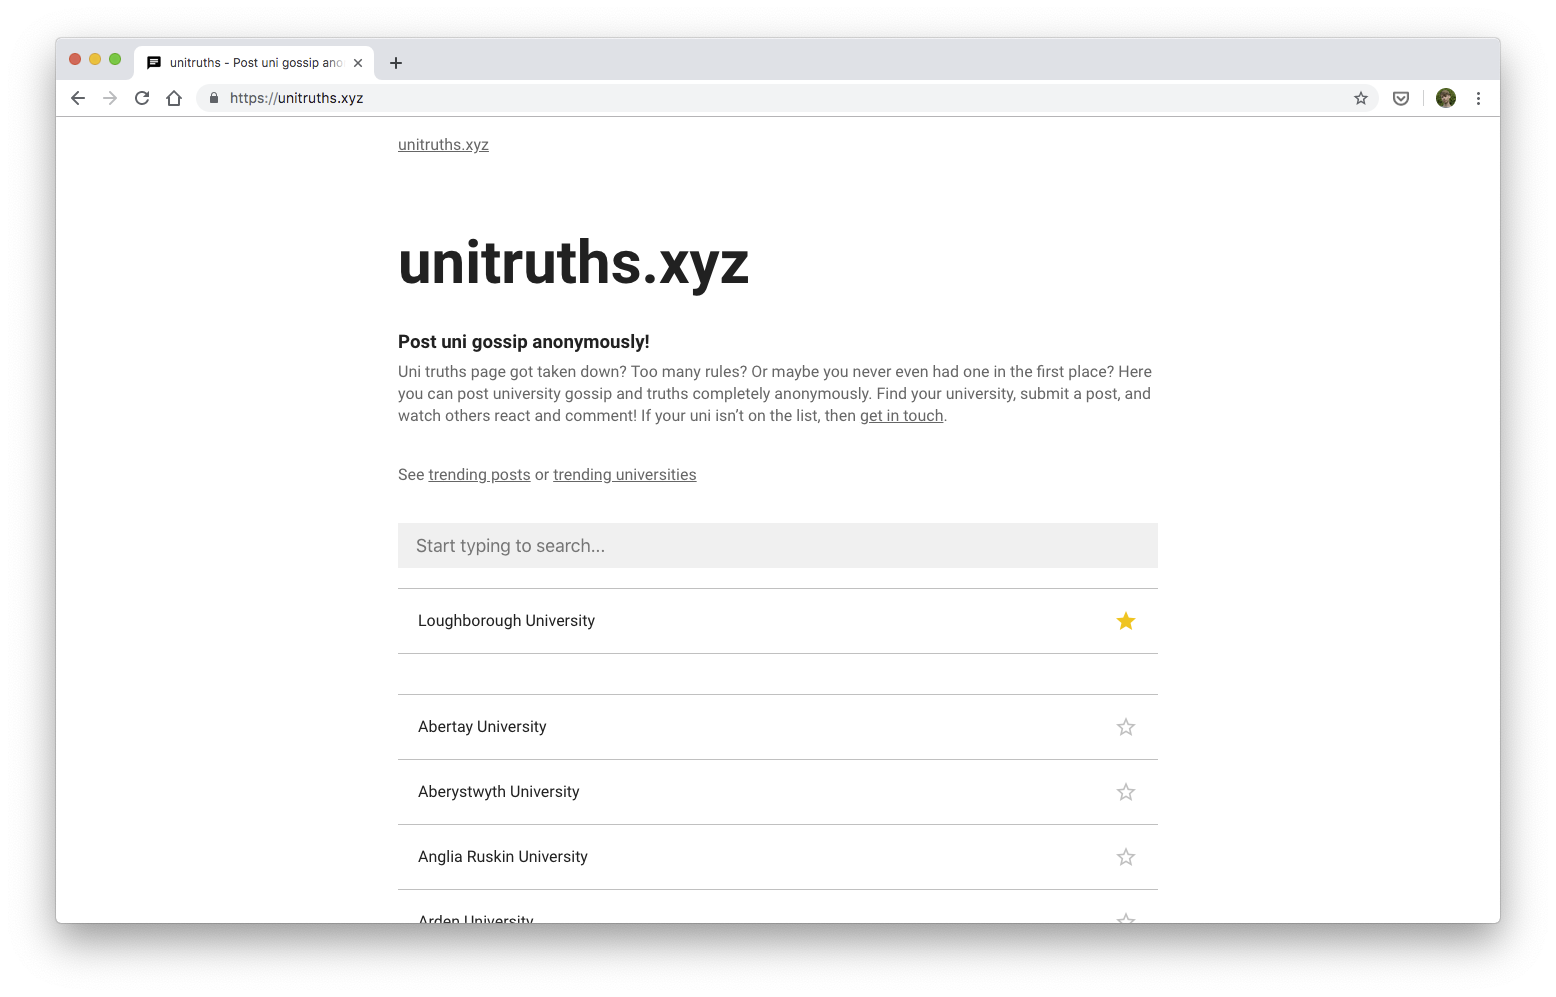 unitruths - Post uni gossip ano
https://unitruths.xyz
unitruths.xyz
unitruths.xyz
Post uni gossip anonymously!
Uni truths page got taken down? Too many rules? Or maybe you never even had one in the first place? Here
you can post university gossip and truths completely anonymously. Find your university, submit a post, and
watch others react and comment! If your uni isn’t on the list, then get in touch.
See trending posts or trending universities
Start typing to search...
Loughborough University
Abertay University
Aberystwyth University
Anglia Ruskin University
Arden University